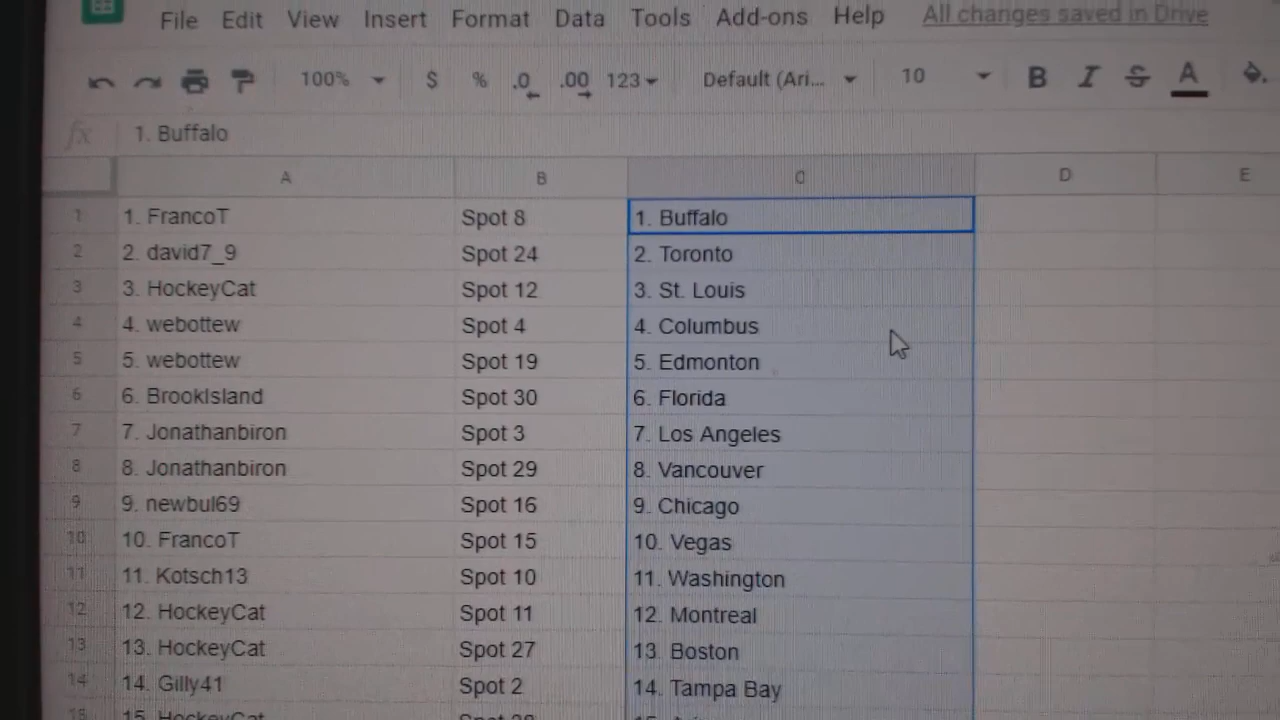 File Edit View Insert Format Data Tools Add-ons Help All changes saved in Drive
100% $ % .0 .00 123 Default (Ari... 10 B I S A
fx 1. Buffalo
A B C D E
1 1. FrancoT Spot 8 1. Buffalo
2 2. david7_9 Spot 24 2. Toronto
3 3. HockeyCat Spot 12 3. St. Louis
4 4. webottew Spot 4 4. Columbus
5 5. webottew Spot 19 5. Edmonton
6 6. BrookIsland Spot 30 6. Florida
7 7. Jonathanbiron Spot 3 7. Los Angeles
8 8. Jonathanbiron Spot 29 8. Vancouver
9 9. newbul69 Spot 16 9. Chicago
10 10. FrancoT Spot 15 10. Vegas
11 11. Kotsch13 Spot 10 11. Washington
12 12. HockeyCat Spot 11 12. Montreal
13 13. HockeyCat Spot 27 13. Boston
14 14. Gilly41 Spot 2 14. Tampa Bay
15 15. HockeyCat Spot 15.